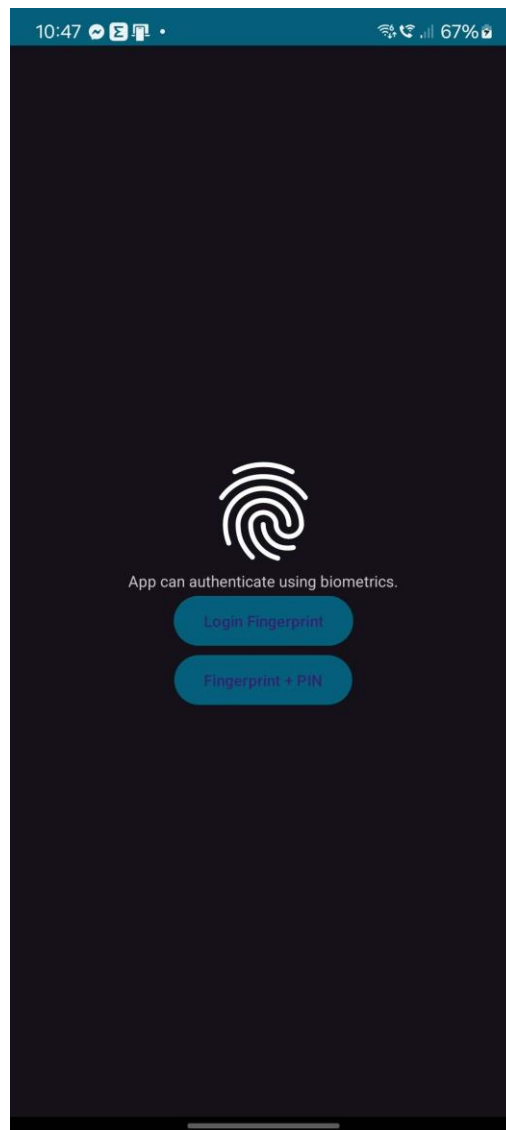 10:47
67%
App can authenticate using biometrics.
Login Fingerprint
Fingerprint + PIN